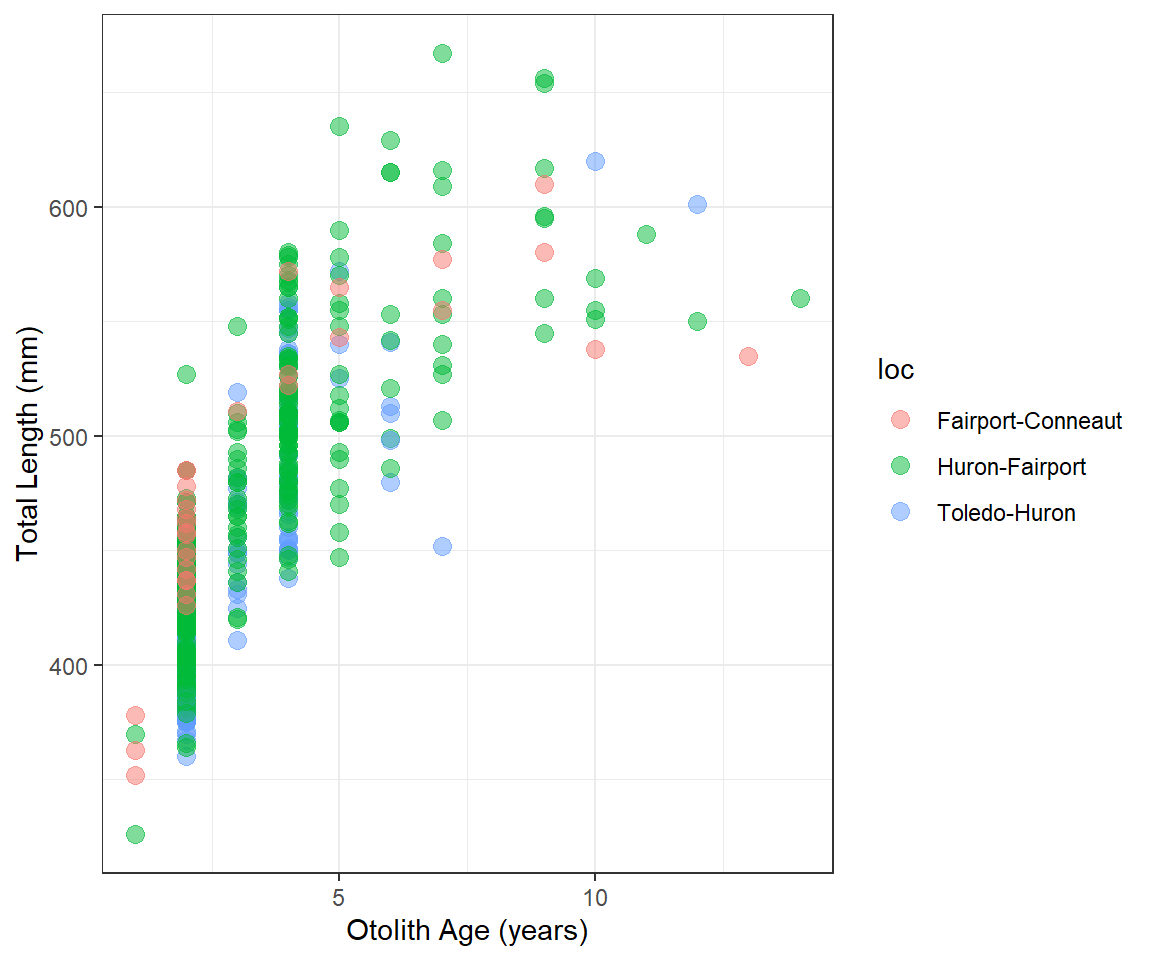 Total Length (mm)
600
500
400
5
10
Otolith Age (years)
loc
Fairport-Conneaut
Huron-Fairport
Toledo-Huron